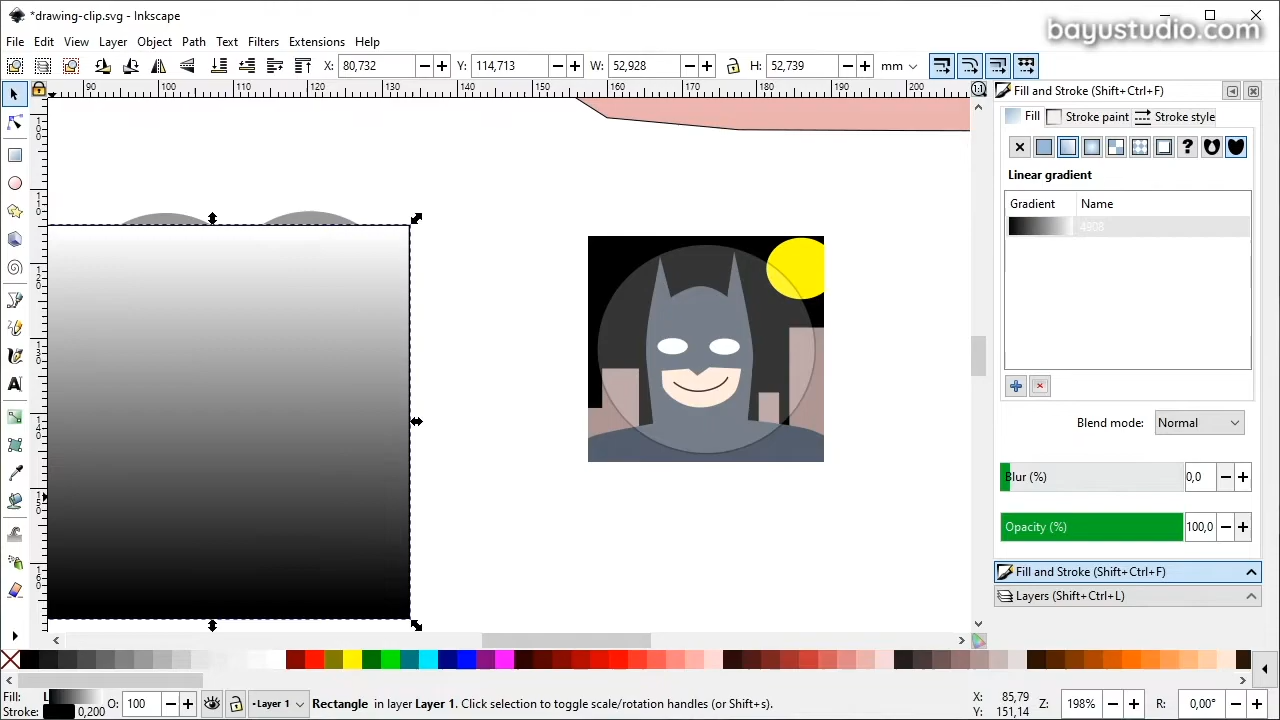 *drawing-clip.svg - Inkscape
bayustudio.com
File Edit View Layer Object Path Text Filters Extensions Help
X: 80,732 Y: 114,713 W: 52,928 H: 52,739 mm
90 100 110 120 130 140 150 160 170 180 190 200
Fill and Stroke (Shift+Ctrl+F)
Fill Stroke paint Stroke style
Linear gradient
Gradient Name
4908
Blend mode: Normal
Blur (%) 0,0
Opacity (%) 100,0
Fill and Stroke (Shift+Ctrl+F)
Layers (Shift+Ctrl+L)
Fill: L O: 100 Layer 1 Rectangle in layer Layer 1. Click selection to toggle scale/rotation handles (or Shift+s). X: 85,79 Z: 198% R: 0,00°
Stroke: 0,200 Y: 151,14